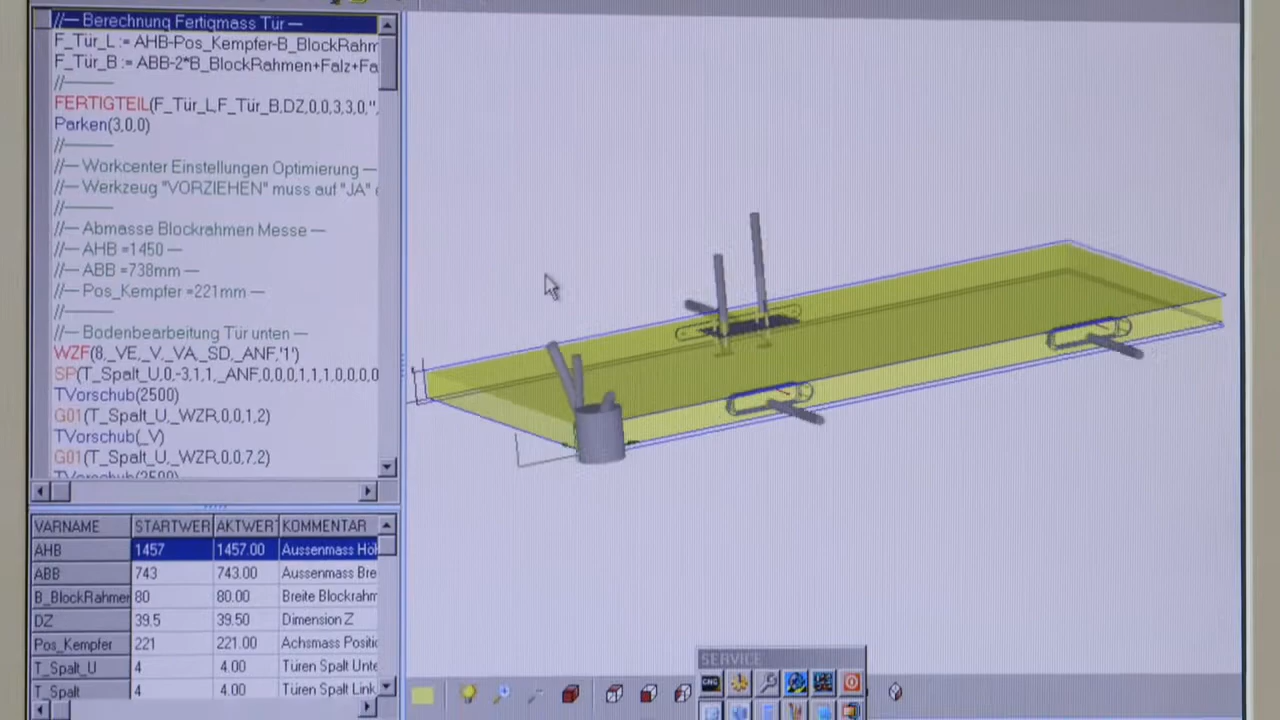 //— Berechnung Fertigmass Tür —
F_Tür_L := AHB-Pos_Kempfer-B_BlockRahm
F_Tür_B := ABB-2*B_BlockRahmen+Falz+Fa
//——
FERTIGTEIL(F_Tür_L,F_Tür_B,DZ,0,0,3,3,0,'',
Parken(3,0,0)
//——
//— Workcenter Einstellungen Optimierung —
//— Werkzeug "VORZIEHEN" muss auf "JA"
//——
//— Abmasse Blockrahmen Messe —
//— AHB =1450 —
//— ABB =738mm —
//— Pos_Kempfer =221mm —
//——
//— Bodenbearbeitung Tür unten —
WZF(8,_VE,_V,_VA,_SD,_ANF,'1')
SP(T_Spalt_U,0,-3,1,1,_ANF,0,0,0,1,1,1,0,0,0,0
TVorschub(2500)
G01(T_Spalt_U,_WZR,0,0,1,2)
TVorschub(_V)
G01(T_Spalt_U,_WZR,0,0,7,2)
TVorschub(2500)
VARNAME STARTWER AKTWERT KOMMENTAR
AHB 1457 1457.00 Aussenmass Höh
ABB 743 743.00 Aussenmass Bre
B_BlockRahmen 80 80.00 Breite Blockrahm
DZ 39.5 39.50 Dimension Z
Pos_Kempfer 221 221.00 Achsmass Positio
T_Spalt_U 4 4.00 Türen Spalt Unte
T_Spalt 4 4.00 Türen Spalt Link
SERVICE
CNC